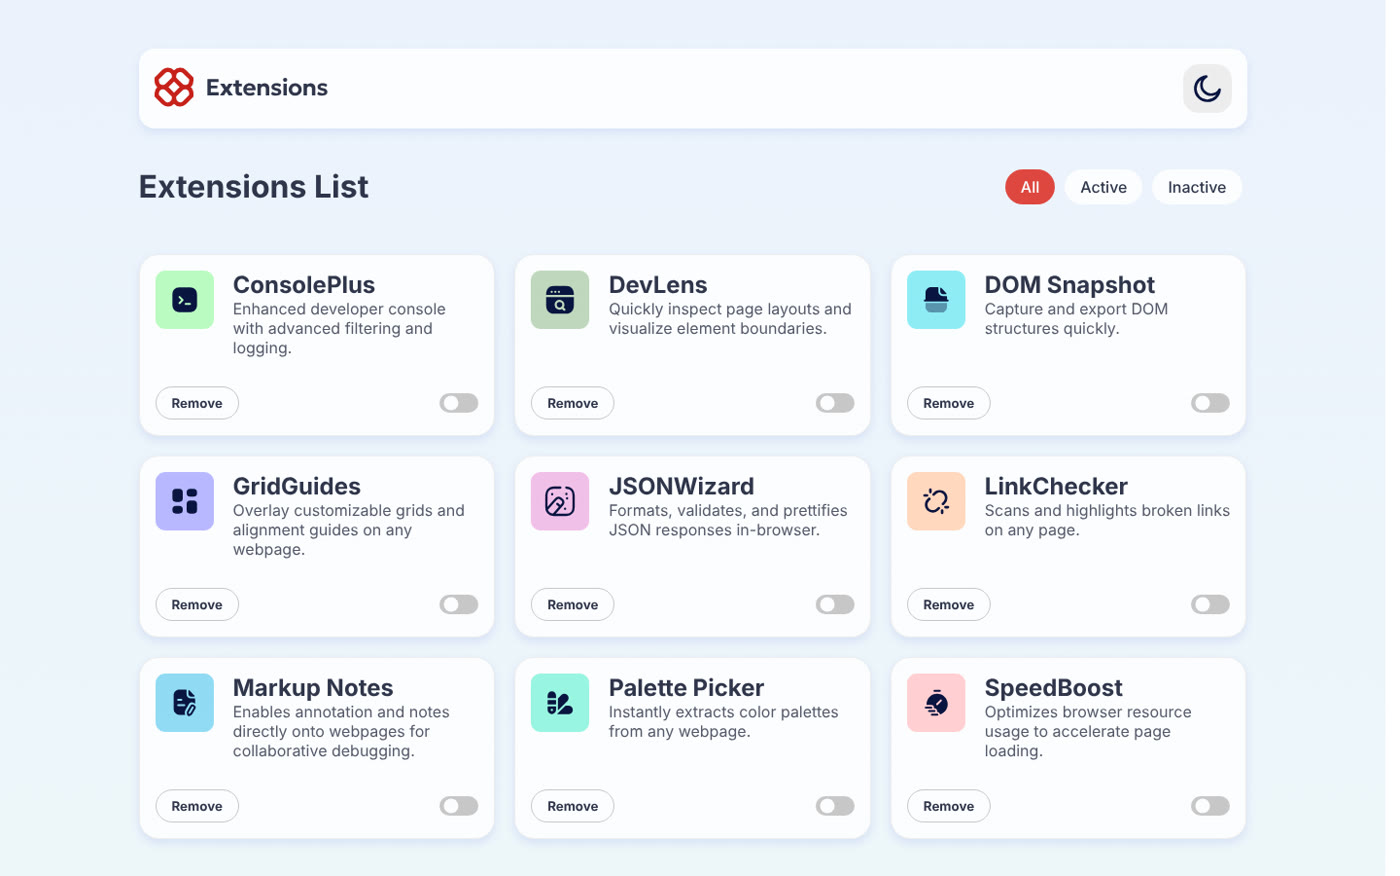 Extensions
Extensions List
All
Active
Inactive
ConsolePlus
Enhanced developer console
with advanced filtering and
logging.
Remove
DevLens
Quickly inspect page layouts and
visualize element boundaries.
Remove
DOM Snapshot
Capture and export DOM
structures quickly.
Remove
GridGuides
Overlay customizable grids and
alignment guides on any
webpage.
Remove
JSONWizard
Formats, validates, and prettifies
JSON responses in-browser.
Remove
LinkChecker
Scans and highlights broken links
on any page.
Remove
Markup Notes
Enables annotation and notes
directly onto webpages for
collaborative debugging.
Remove
Palette Picker
Instantly extracts color palettes
from any webpage.
Remove
SpeedBoost
Optimizes browser resource
usage to accelerate page
loading.
Remove